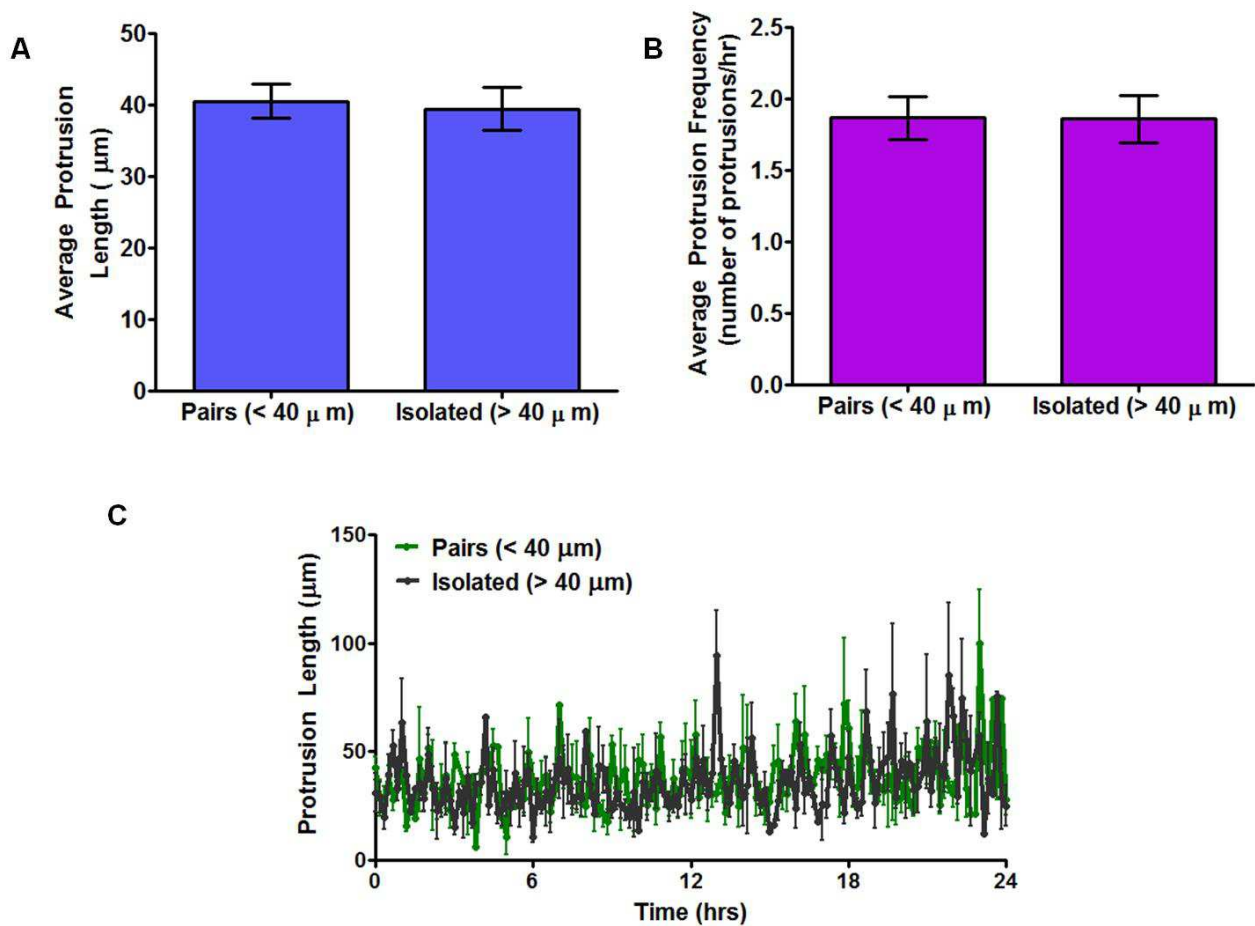 A
Average Protrusion
Length ( μm)
50
40
30
20
10
0
Pairs (< 40 μ m)
Isolated (> 40 μ m)
B
Average Protrusion Frequency
(number of protrusions/hr)
2.5
2.0
1.5
1.0
0.5
0.0
Pairs (< 40 μ m)
Isolated (> 40 μ m)
C
Protrusion Length (μm)
150
100
50
0
Pairs (< 40 μm)
Isolated (> 40 μm)
0
6
12
18
24
Time (hrs)